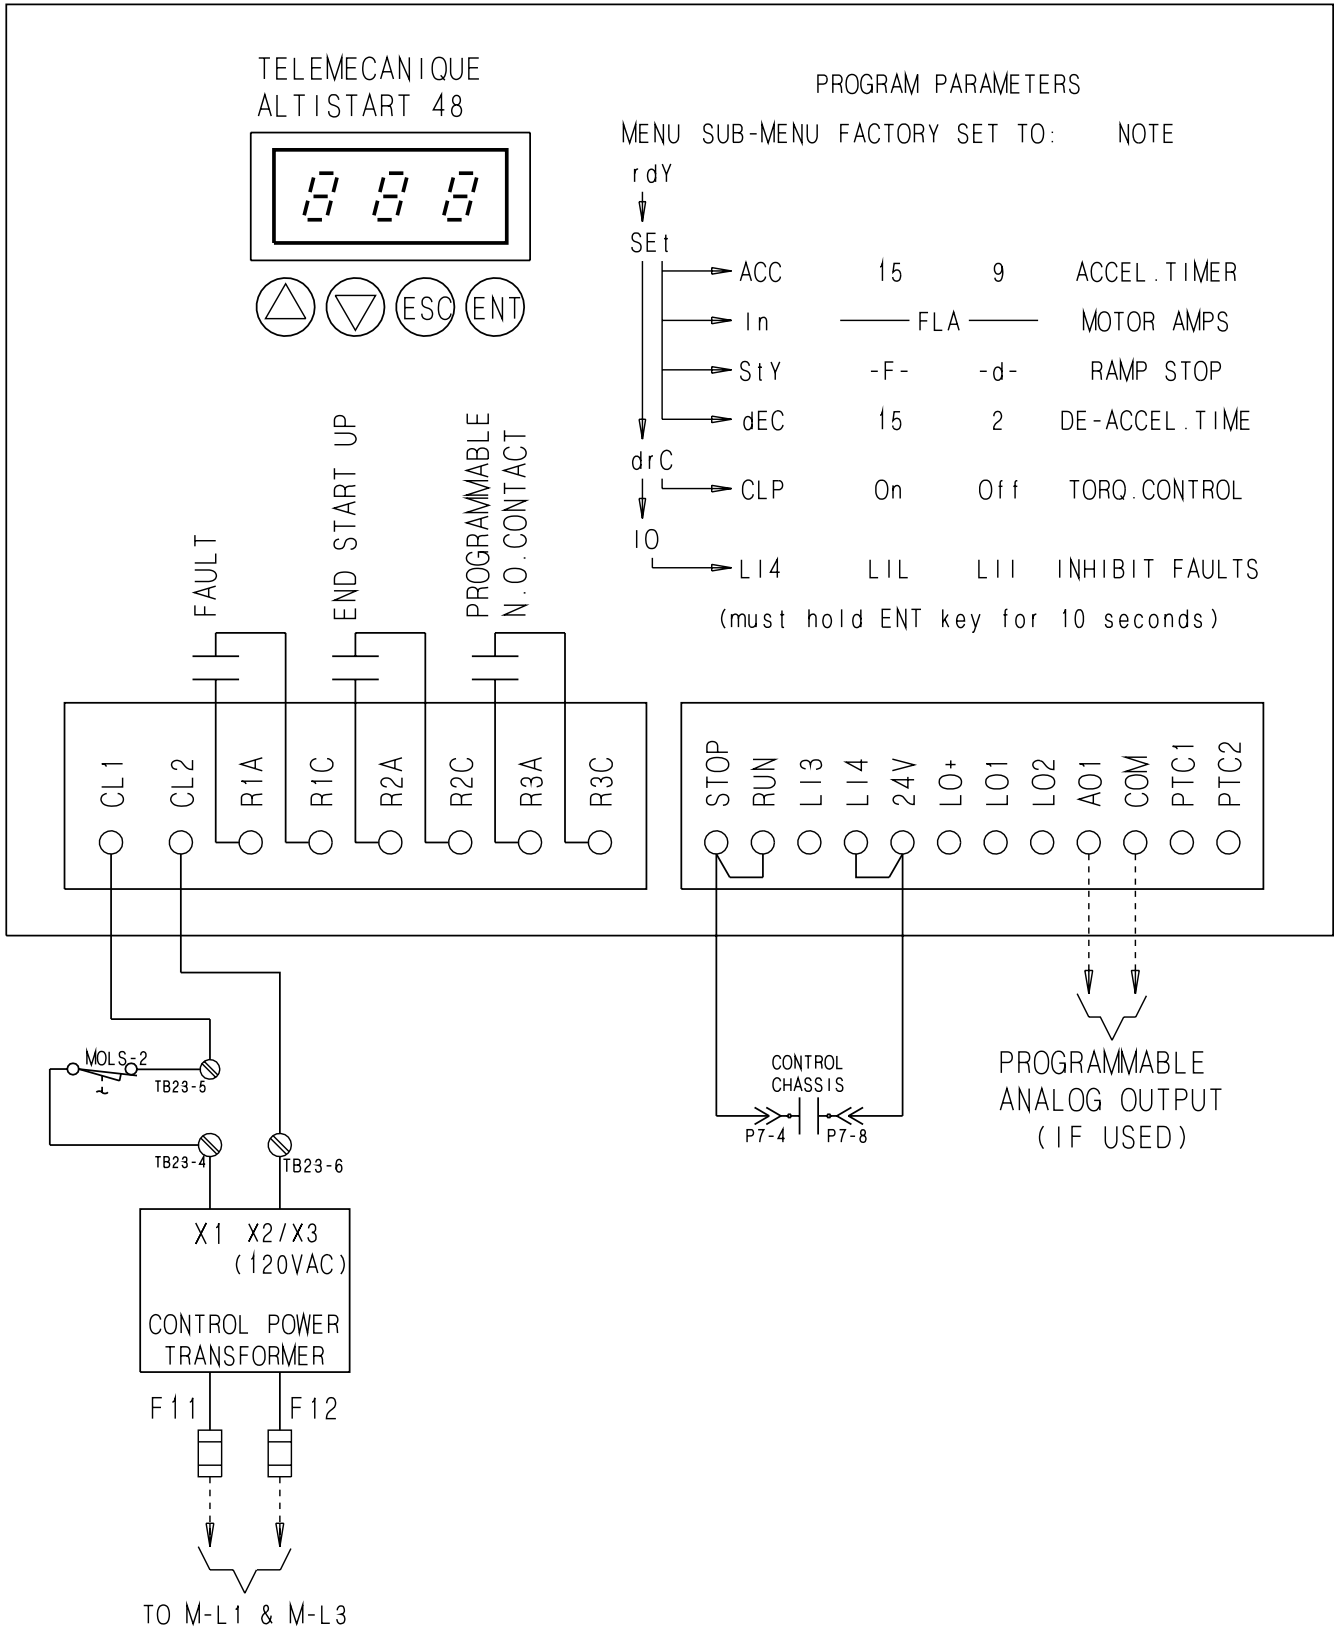 TELEMECANIQUE
ALTISTART 48
8 8 8
ESC ENT
PROGRAM PARAMETERS
MENU SUB-MENU FACTORY SET TO: NOTE
rdY
SEt
ACC 15 9 ACCEL.TIMER
In FLA MOTOR AMPS
StY -F- -d- RAMP STOP
dEC 15 2 DE-ACCEL.TIME
drC
CLP On Off TORQ.CONTROL
IO
LI4 LIL LII INHIBIT FAULTS
(must hold ENT key for 10 seconds)
FAULT
END START UP
PROGRAMMABLE
N.O.CONTACT
CL1 CL2 R1A R1C R2A R2C R3A R3C
STOP RUN LI3 LI4 24V LO+ LO1 LO2 AO1 COM PTC1 PTC2
MOLS-2
TB23-5
TB23-4
TB23-6
CONTROL
CHASSIS
P7-4 P7-8
PROGRAMMABLE
ANALOG OUTPUT
(IF USED)
X1 X2/X3
(120VAC)
CONTROL POWER
TRANSFORMER
F11 F12
TO M-L1 & M-L3